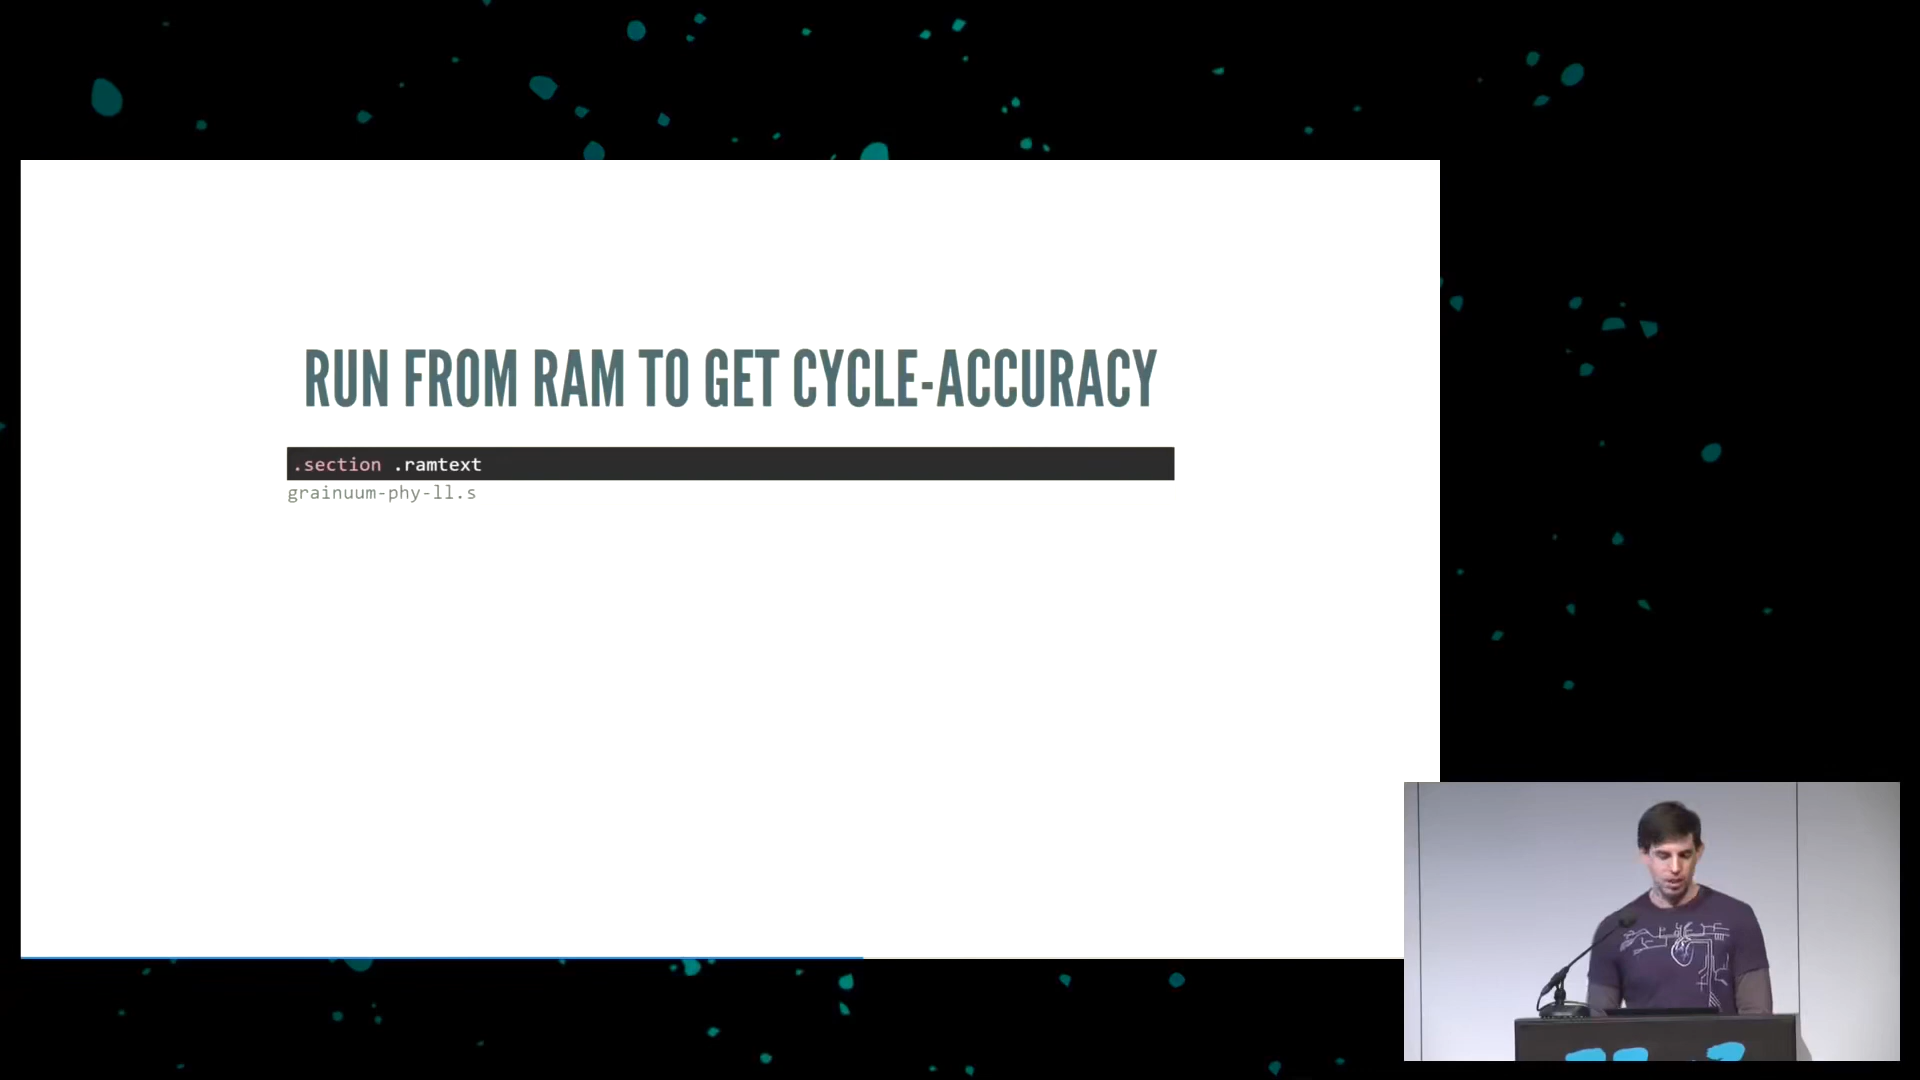 RUN FROM RAM TO GET CYCLE-ACCURACY
.section .ramtext
grainuum-phy-ll.s